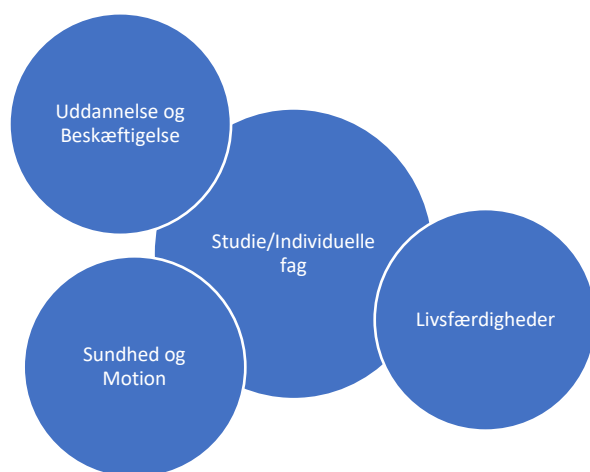 Uddannelse og
Beskæftigelse
Studie/Individuelle
fag
Livsfærdigheder
Sundhed og
Motion